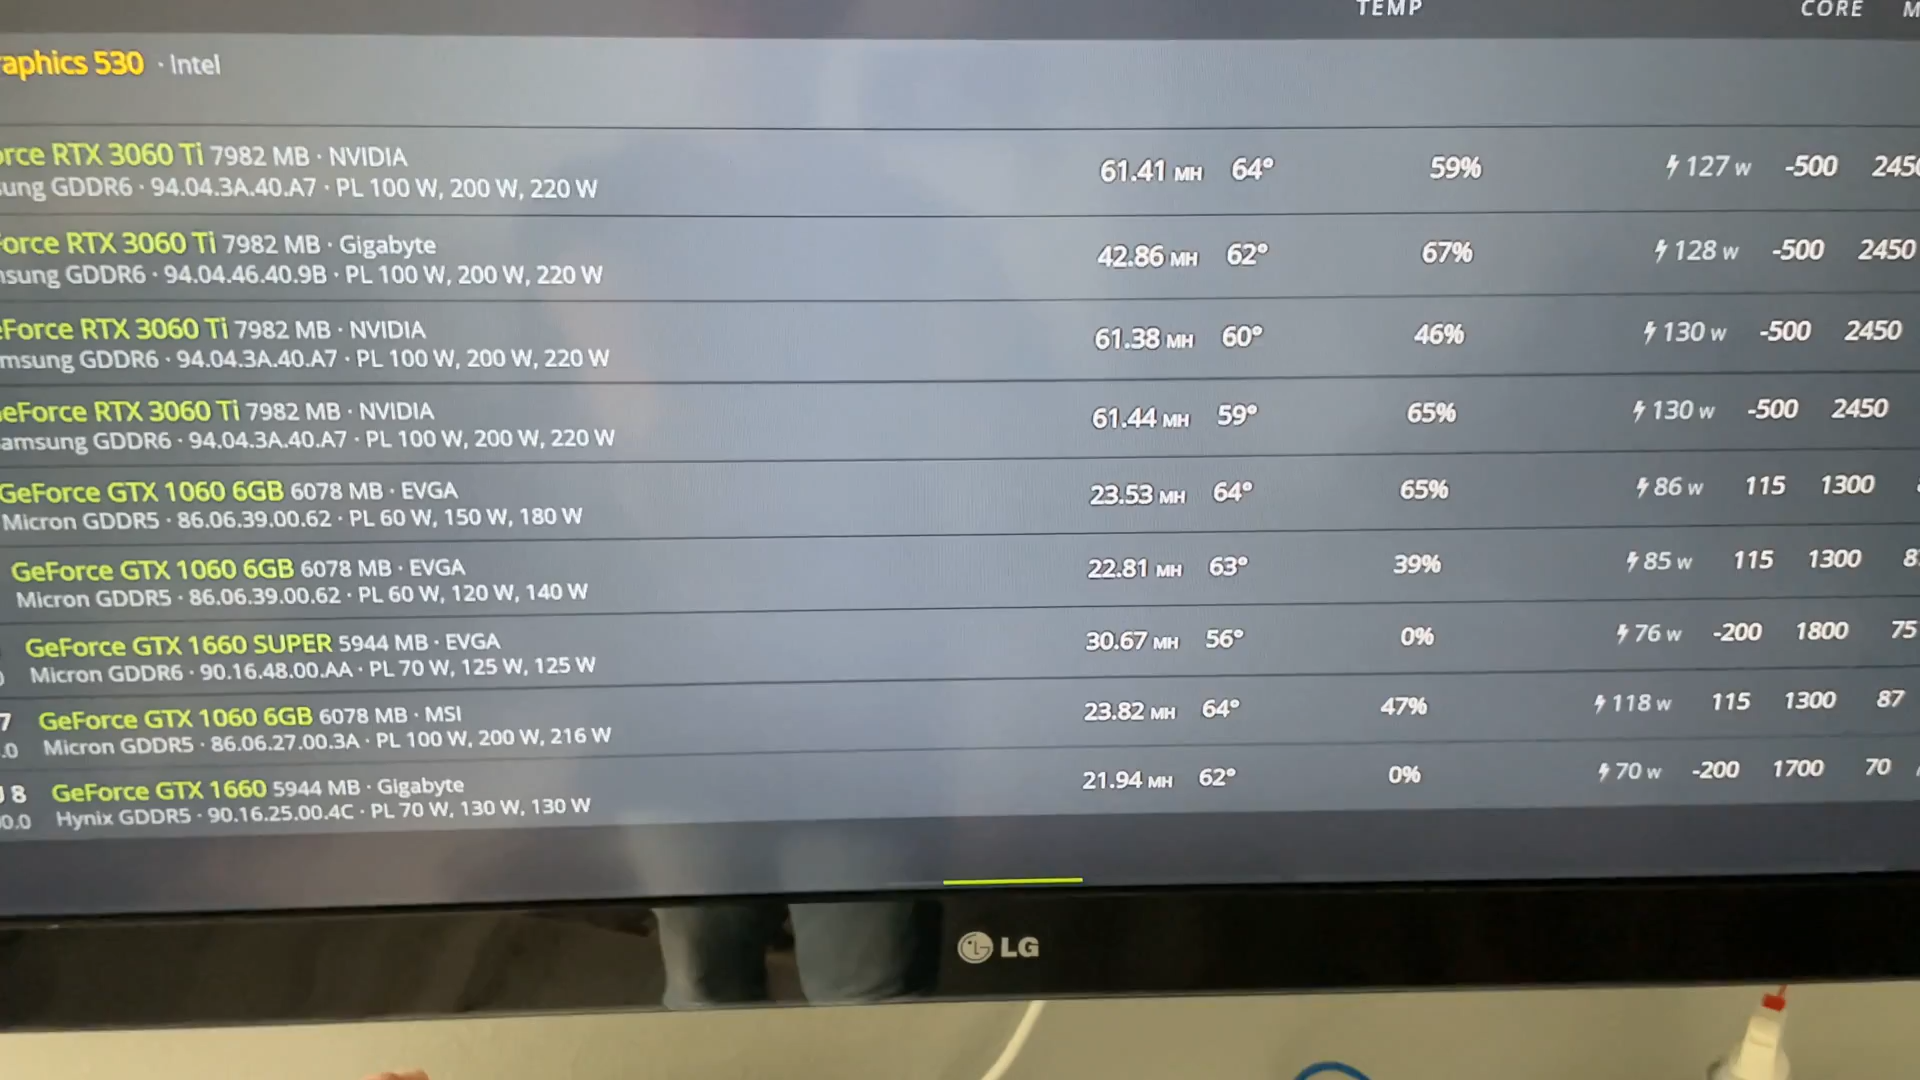 TEMP CORE M
raphics 530 · Intel
orce RTX 3060 Ti 7982 MB · NVIDIA 61.41 MH 64° 59% 127 w -500 2450
sung GDDR6 · 94.04.3A.40.A7 · PL 100 W, 200 W, 220 W
orce RTX 3060 Ti 7982 MB · Gigabyte 42.86 MH 62° 67% 128 w -500 2450
nsung GDDR6 · 94.04.46.40.9B · PL 100 W, 200 W, 220 W
eForce RTX 3060 Ti 7982 MB · NVIDIA 61.38 MH 60° 46% 130 w -500 2450
msung GDDR6 · 94.04.3A.40.A7 · PL 100 W, 200 W, 220 W
eForce RTX 3060 Ti 7982 MB · NVIDIA 61.44 MH 59° 65% 130 w -500 2450
amsung GDDR6 · 94.04.3A.40.A7 · PL 100 W, 200 W, 220 W
GeForce GTX 1060 6GB 6078 MB · EVGA 23.53 MH 64° 65% 86 w 115 1300
Micron GDDR5 · 86.06.39.00.62 · PL 60 W, 150 W, 180 W
GeForce GTX 1060 6GB 6078 MB · EVGA 22.81 MH 63° 39% 85 w 115 1300 8
Micron GDDR5 · 86.06.39.00.62 · PL 60 W, 120 W, 140 W
GeForce GTX 1660 SUPER 5944 MB · EVGA 30.67 MH 56° 0% 76 w -200 1800 75
Micron GDDR6 · 90.16.48.00.AA · PL 70 W, 125 W, 125 W
7 GeForce GTX 1060 6GB 6078 MB · MSI 23.82 MH 64° 47% 118 w 115 1300 87
.0 Micron GDDR5 · 86.06.27.00.3A · PL 100 W, 200 W, 216 W
8 GeForce GTX 1660 5944 MB · Gigabyte 21.94 MH 62° 0% 70 w -200 1700 70
0.0 Hynix GDDR5 · 90.16.25.00.4C · PL 70 W, 130 W, 130 W
LG